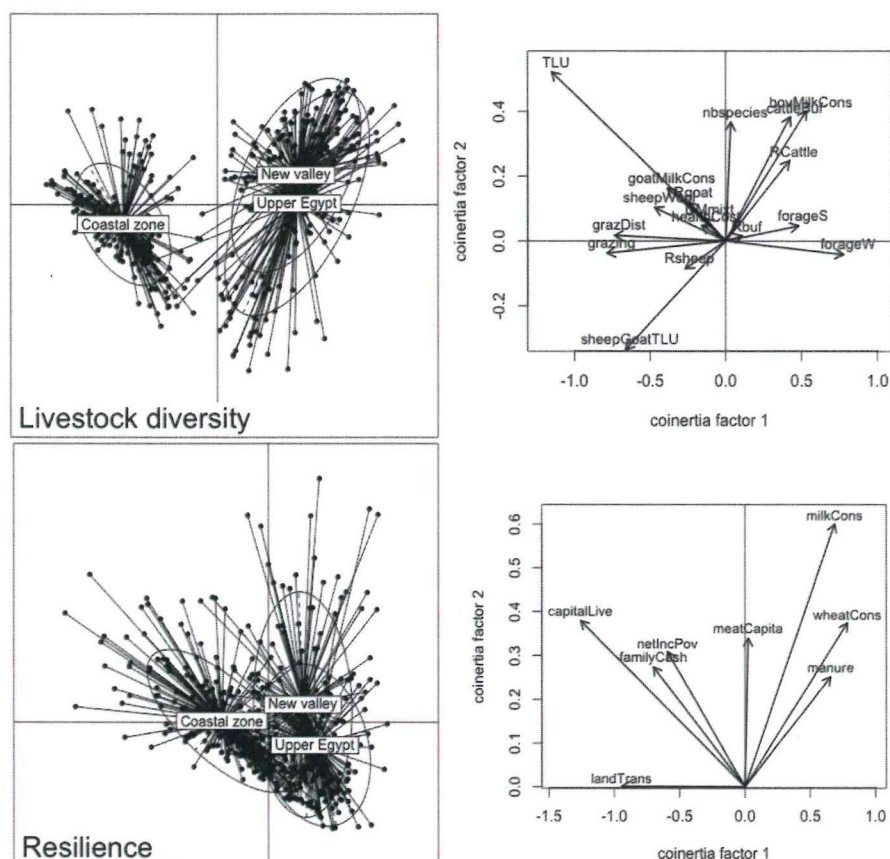 New valley
Upper Egypt
Coastal zone
Livestock diversity
coinertia factor 2
0.4
0.2
0.0
-0.2
TLU
nbspecies
bovMilkCons
cattleBuf
RCattle
goatMilkCons
Rgoat
forageS
grazDist
grazing
forageW
Rsheep
sheepGoatTLU
-1.0
-0.5
0.0
0.5
1.0
coinertia factor 1
New valley
Coastal zone
Upper Egypt
Resilience
coinertia factor 2
0.6
0.5
0.4
0.3
0.2
0.1
0.0
milkCons
capitalLive
wheatCons
meatCapita
netIncPov
familyCash
manure
landTrans
-1.5
-1.0
-0.5
0.0
0.5
1.0
coinertia factor 1